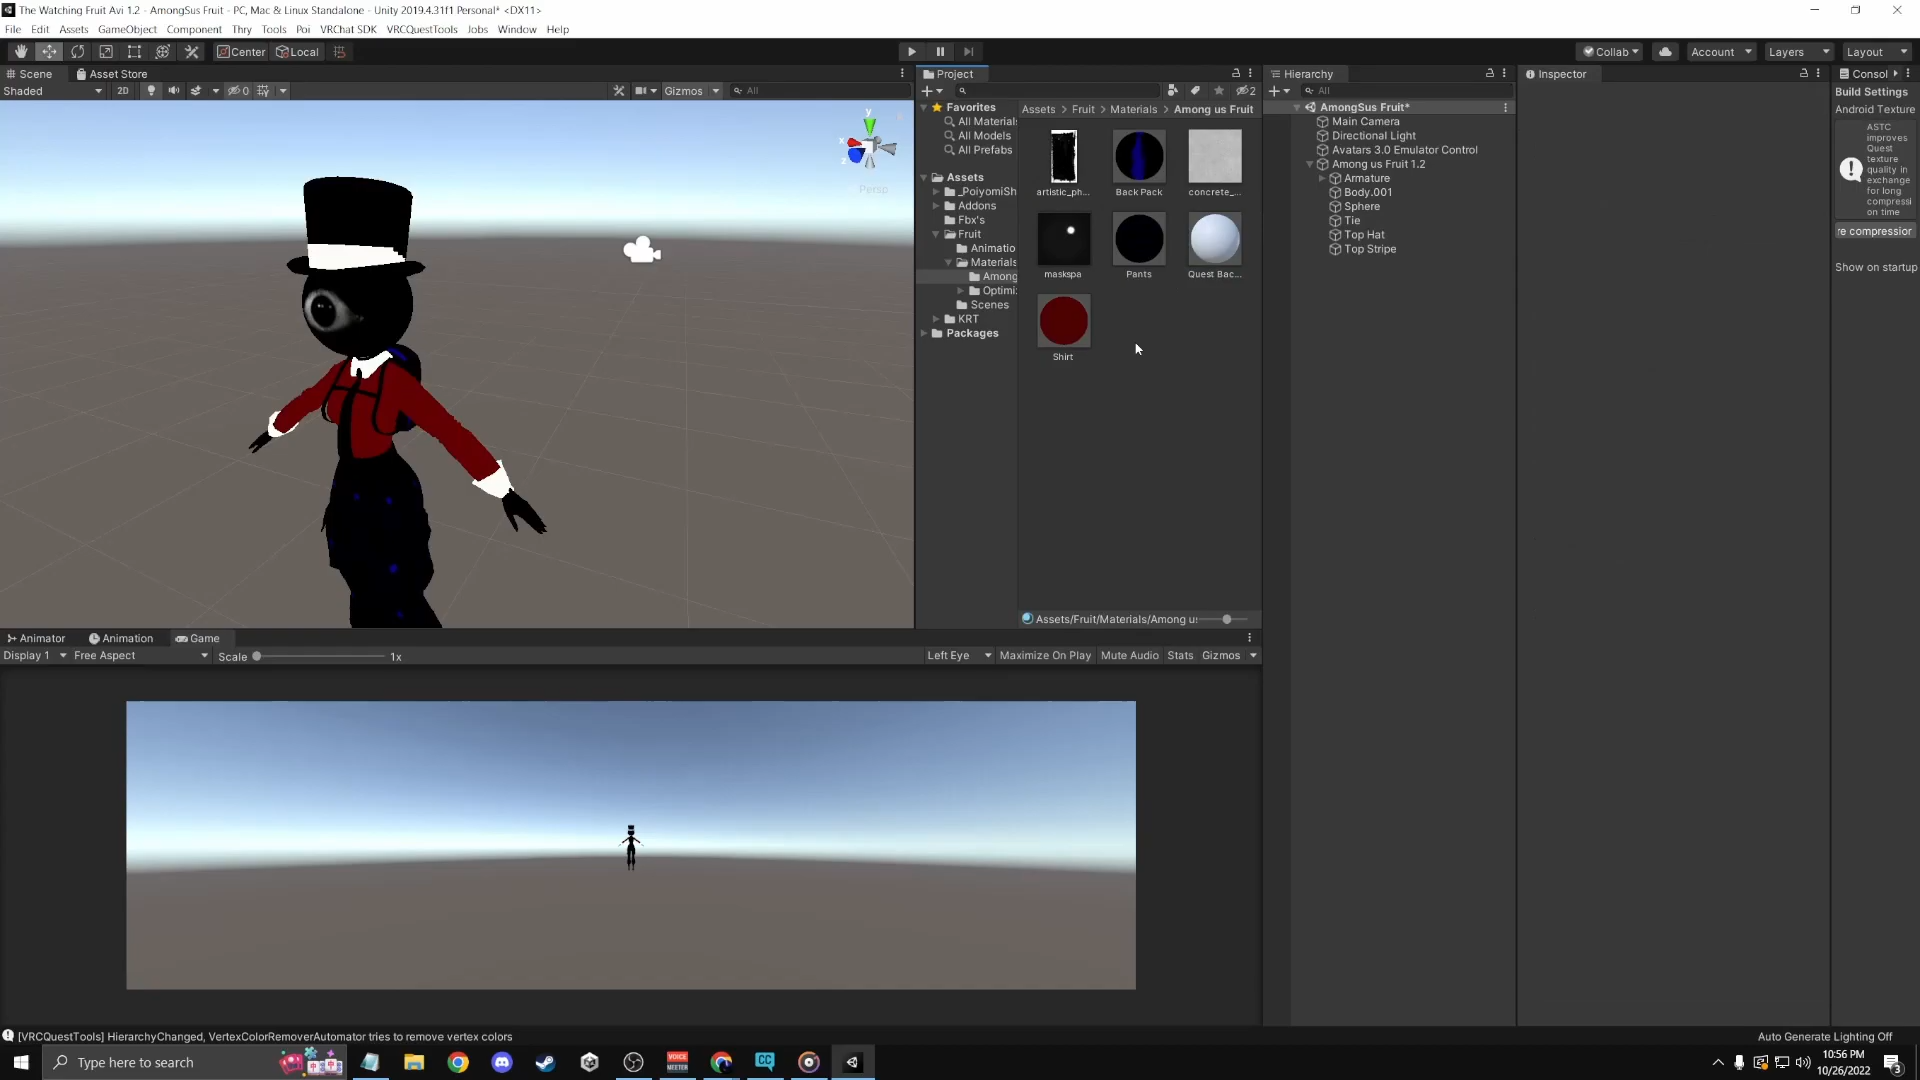 The Watching Fruit Avi 1.2 - AmongSus Fruit - PC, Mac & Linux Standalone - Unity 2019.4.31f1 Personal* <DX11>
File Edit Assets GameObject Component Thry Tools Poi VRChat SDK VRCQuestTools Jobs Window Help
Center Local Collab Account Layers Layout
Scene Asset Store
Shaded 2D 0 Gizmos All
Persp
Project
2
Favorites
All Materials
All Models
All Prefabs
Assets
_PoiyomiSh
Addons
Fbx's
Fruit
Animatio
Materials
Among
Optimi
Scenes
KRT
Packages
Assets > Fruit > Materials > Among us Fruit
artistic_ph... Back Pack concrete_...
maskspa Pants Quest Bac...
Shirt
Assets/Fruit/Materials/Among u
Hierarchy
All
AmongSus Fruit*
Main Camera
Directional Light
Avatars 3.0 Emulator Control
Among us Fruit 1.2
Armature
Body.001
Sphere
Tie
Top Hat
Top Stripe
Inspector
Consol
Build Settings
Android Texture
ASTC
improves
Quest
texture
quality in
exchange
for long
compressi
on time
re compression
Show on startup
Animator Animation Game
Display 1 Free Aspect Scale 1x Left Eye Maximize On Play Mute Audio Stats Gizmos
[VRCQuestTools] HierarchyChanged, VertexColorRemoverAutomator tries to remove vertex colors
Auto Generate Lighting Off
Type here to search
VOICE
MEETER
CC
10:56 PM
10/26/2022
3